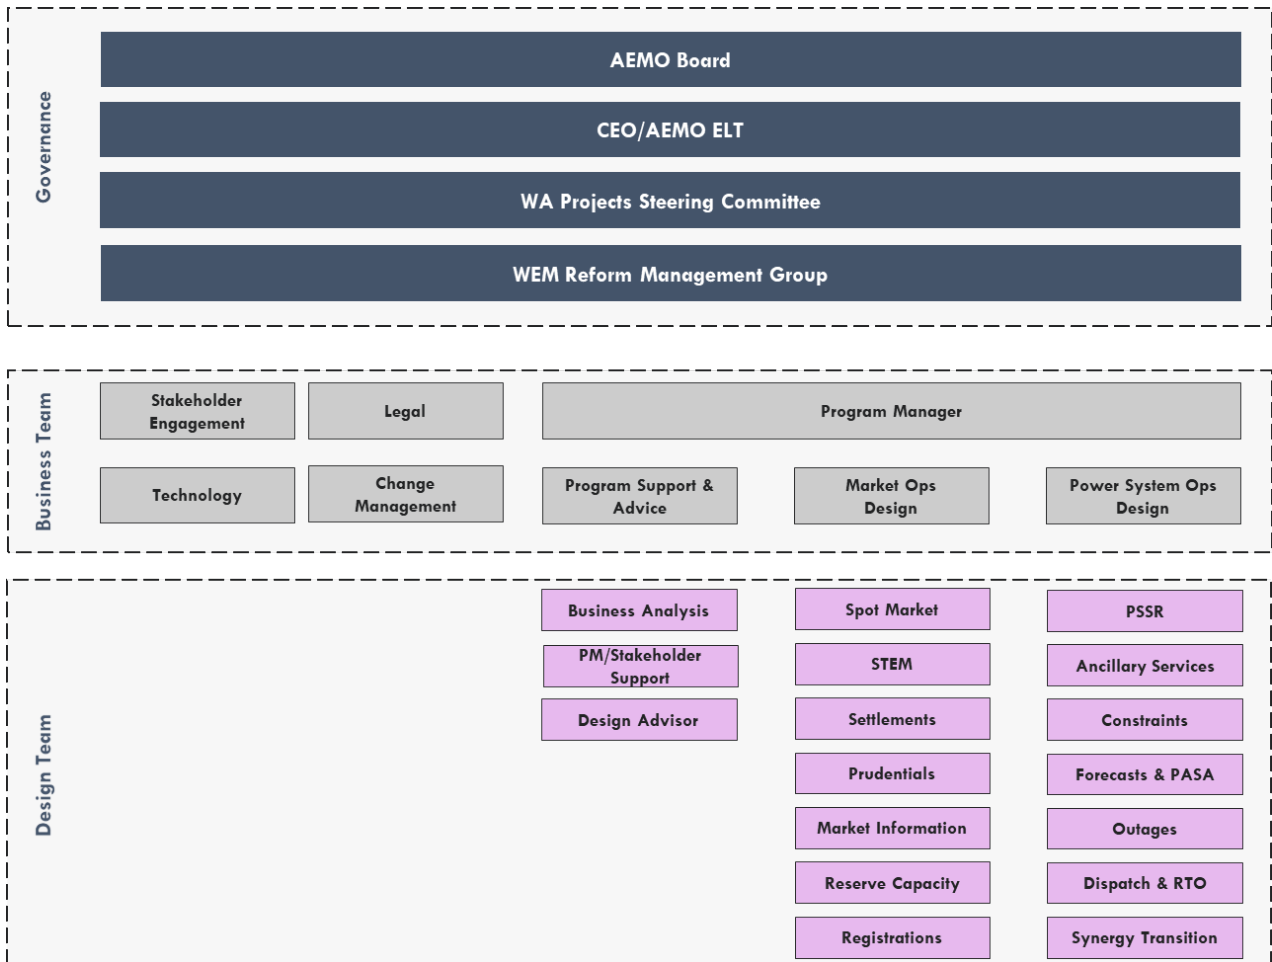 Governance
AEMO Board
CEO/AEMO ELT
WA Projects Steering Committee
WEM Reform Management Group
Business Team
Stakeholder
Engagement
Legal
Program Manager
Technology
Change
Management
Program Support &
Advice
Market Ops
Design
Power System Ops
Design
Design Team
Business Analysis
PM/Stakeholder
Support
Design Advisor
Spot Market
STEM
Settlements
Prudentials
Market Information
Reserve Capacity
Registrations
PSSR
Ancillary Services
Constraints
Forecasts & PASA
Outages
Dispatch & RTO
Synergy Transition